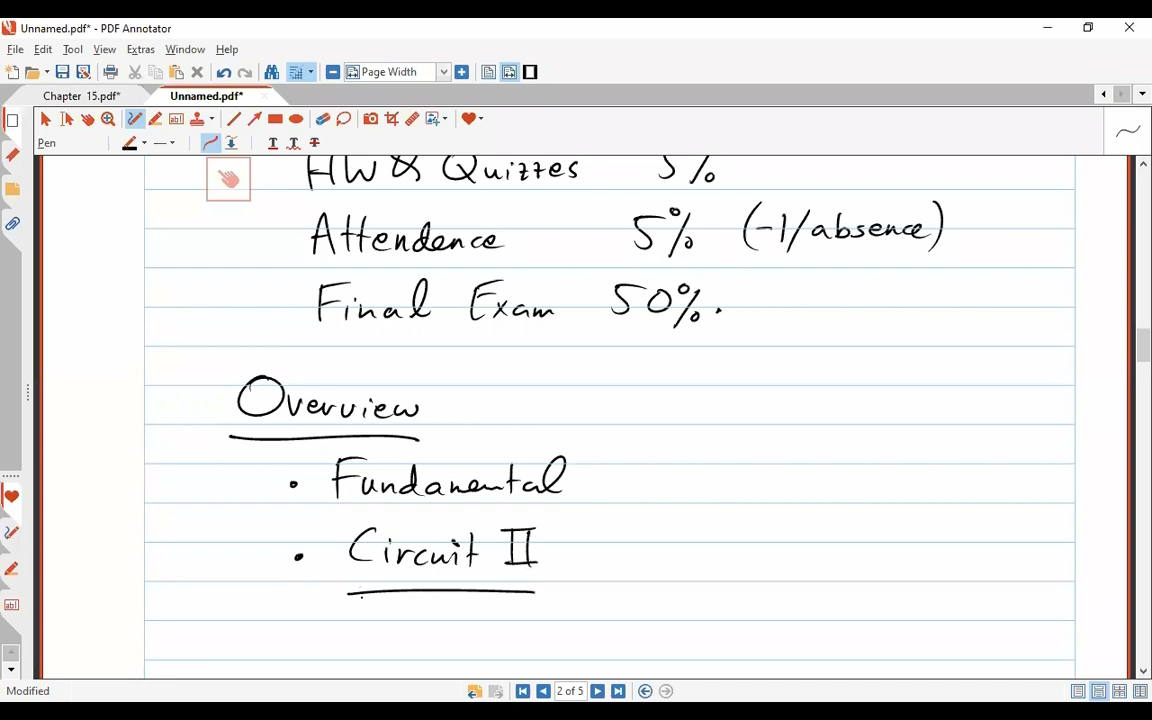 Unnamed.pdf* - PDF Annotator
File Edit Tool View Extras Window Help
Page Width
Chapter 15.pdf* Unnamed.pdf*
Pen
HW & Quizzes 5%
Attendence 5% (-1/absence)
Final Exam 50%.
Overview
• Fundamental
• Circuit II
Modified 2 of 5